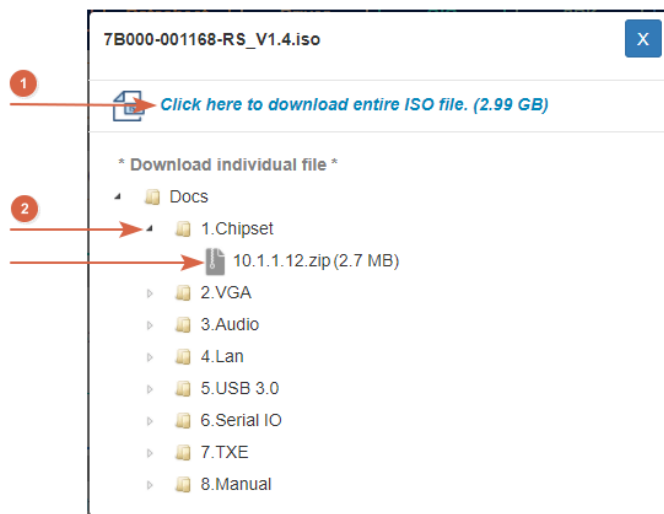 7B000-001168-RS_V1.4.iso
X
1
Click here to download entire ISO file. (2.99 GB)
* Download individual file *
Docs
2
1.Chipset
10.1.1.12.zip (2.7 MB)
2.VGA
3.Audio
4.Lan
5.USB 3.0
6.Serial IO
7.TXE
8.Manual